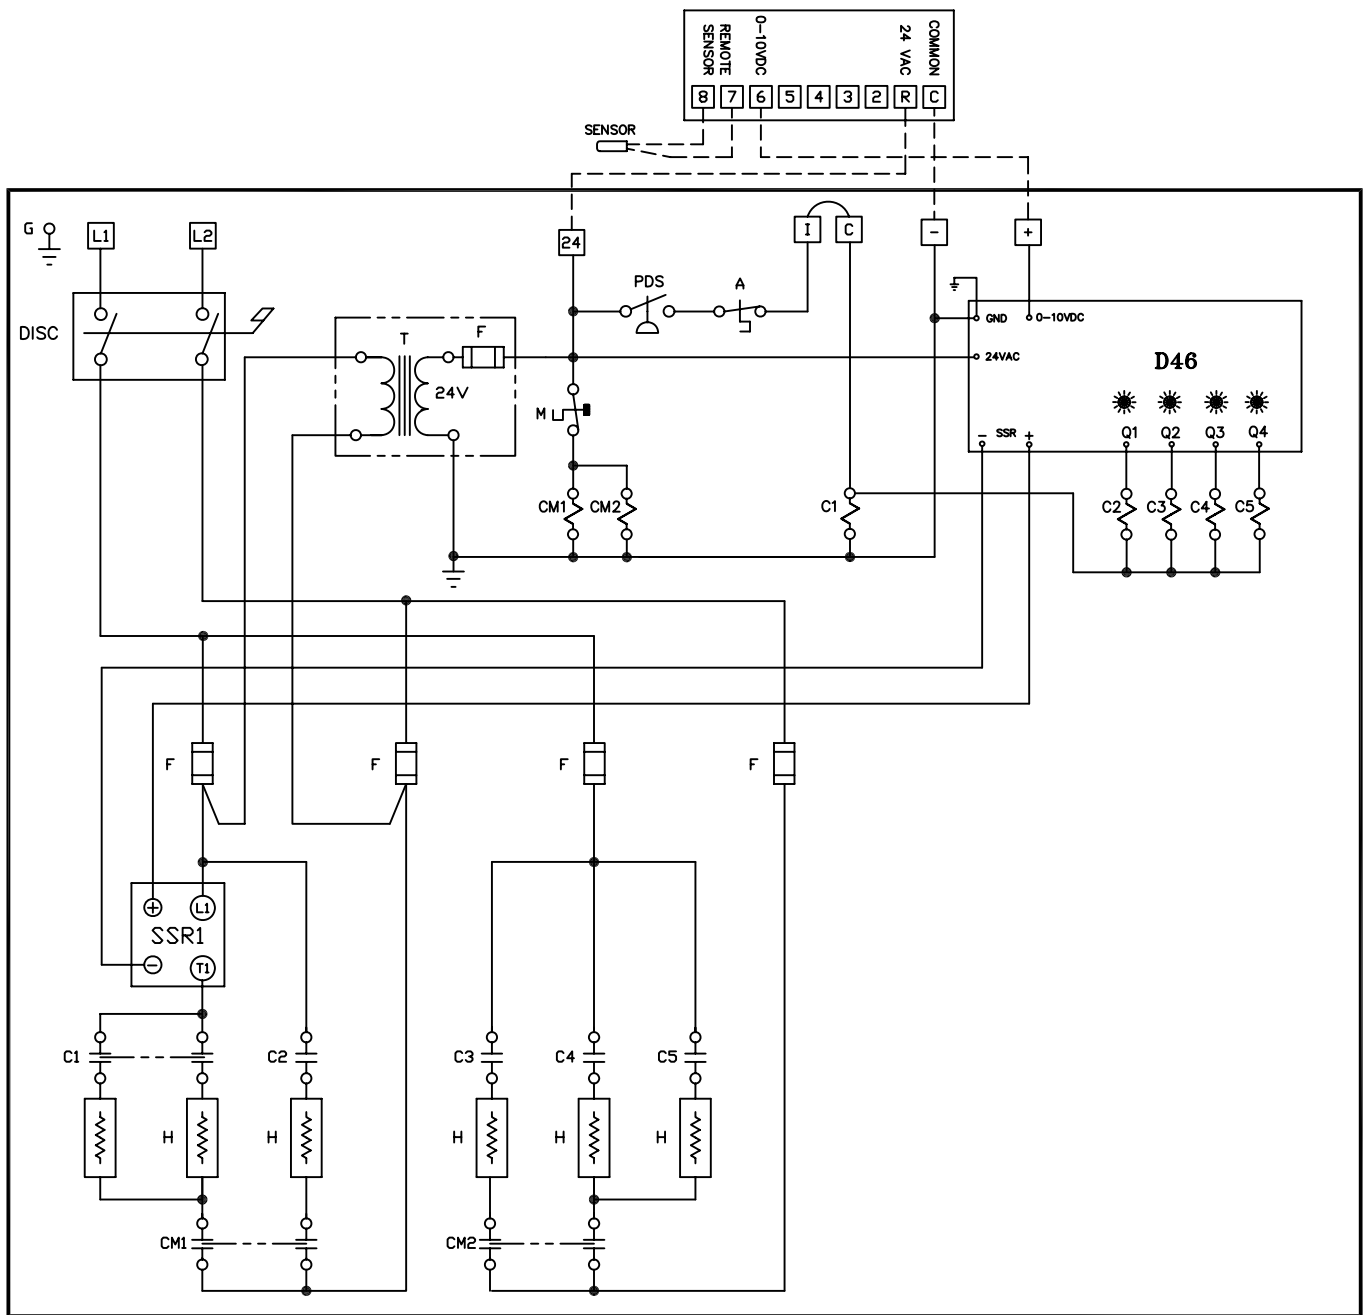 SENSOR
REMOTE
0-10VDC
24 VAC
COMMON
8 7 6 5 4 3 2 R C
SENSOR
G L1 L2
24
I C - +
PDS A
DISC
T F
24V
GND 0-10VDC
24VAC
D46
M
- SSR +
Q1 Q2 Q3 Q4
CM1 CM2 C1 C2 C3 C4 C5
F F F F
+ L1
SSR1
- T1
C1 C2 C3 C4 C5
H H H H H
CM1 CM2